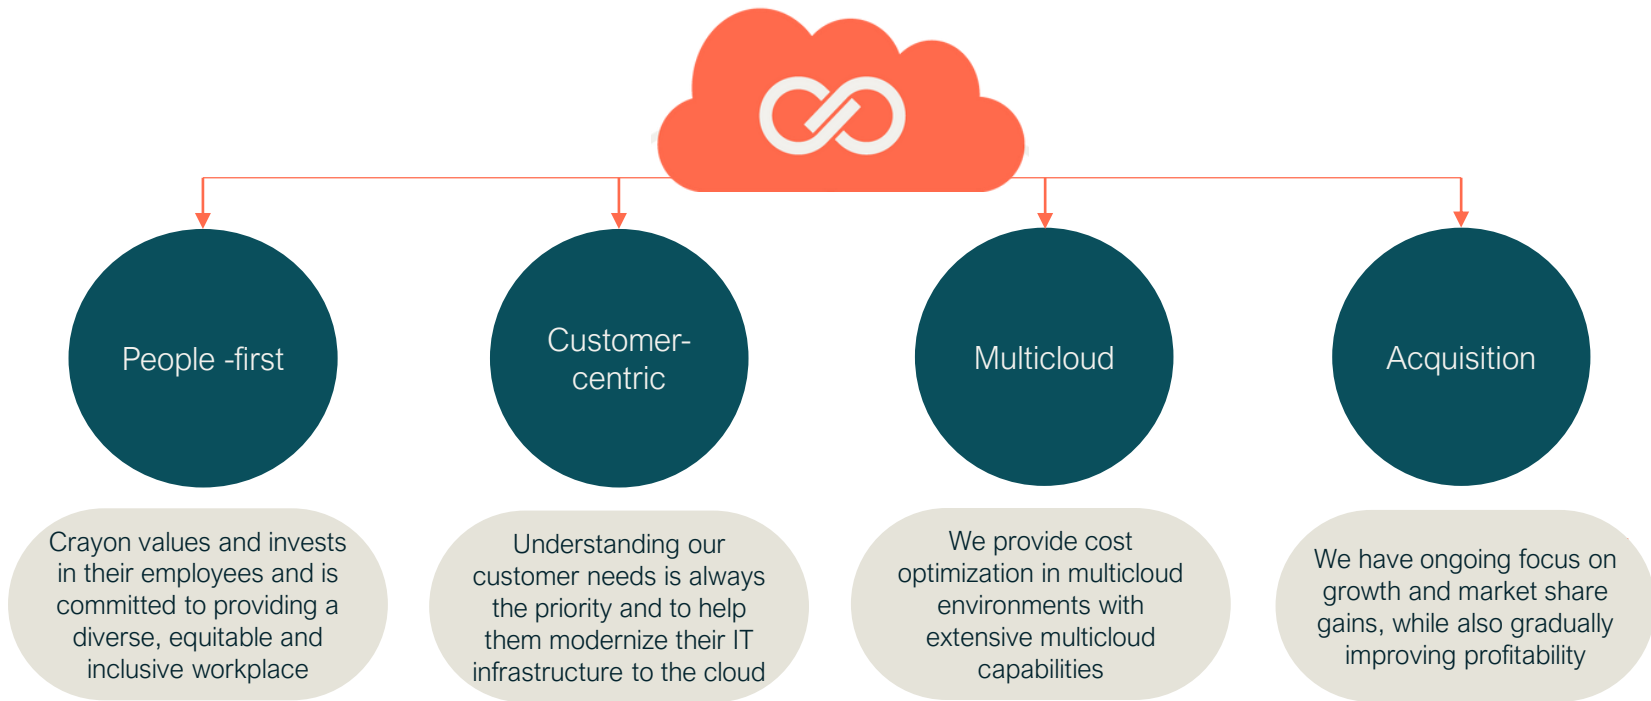 People -first
Customer-
centric
Multicloud
Acquisition
Crayon values and invests
in their employees and is
committed to providing a
diverse, equitable and
inclusive workplace
Understanding our
customer needs is always
the priority and to help
them modernize their IT
infrastructure to the cloud
We provide cost
optimization in multicloud
environments with
extensive multicloud
capabilities
We have ongoing focus on
growth and market share
gains, while also gradually
improving profitability